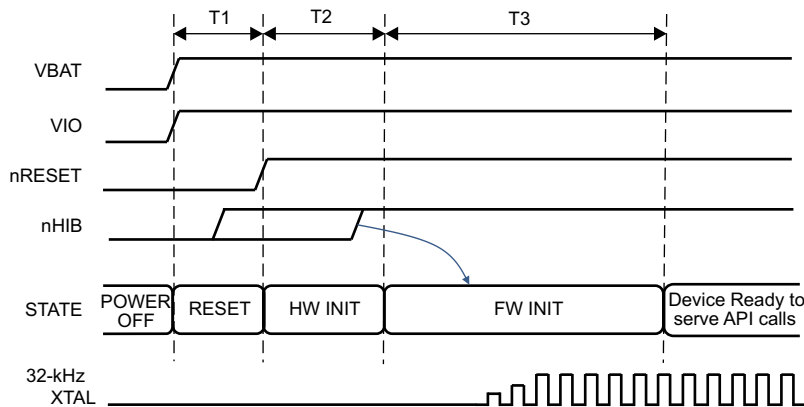 T1 T2 T3
VBAT
VIO
nRESET
nHIB
STATE
POWER
OFF
RESET
HW INIT
FW INIT
Device Ready to
serve API calls
32-kHz
XTAL